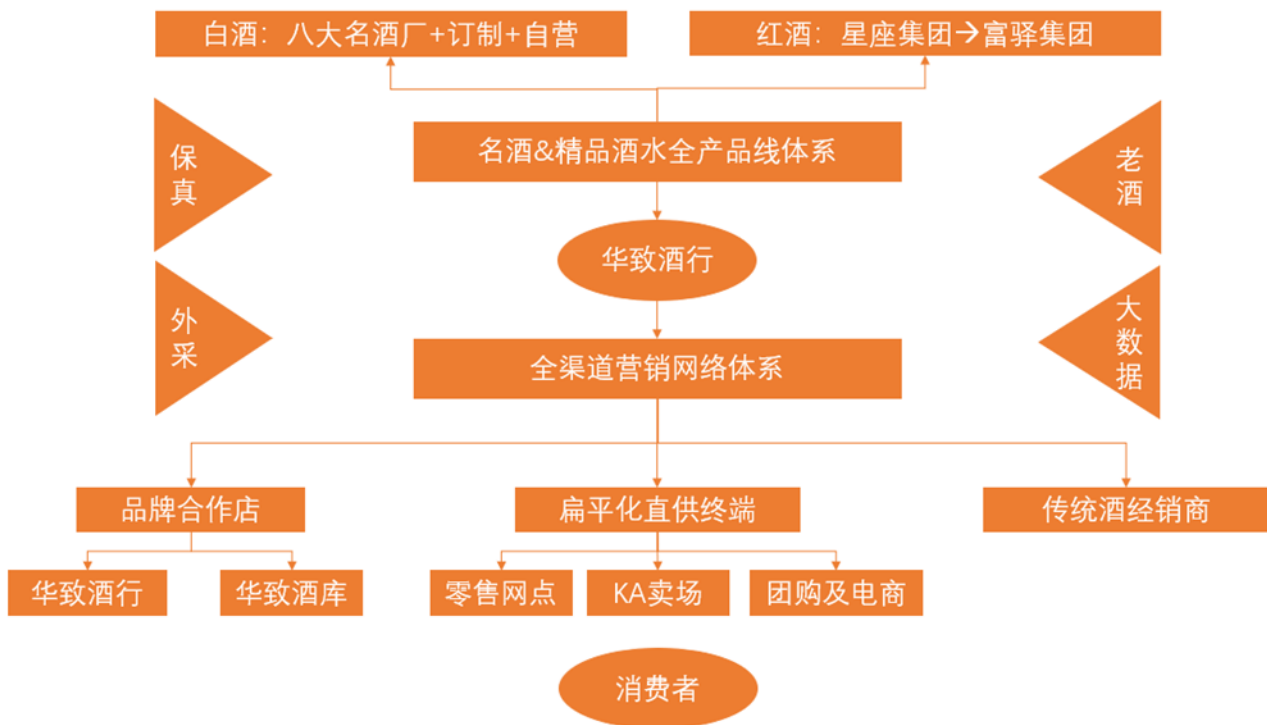 白酒：八大名酒厂+订制+自营
红酒：星座集团→富驿集团
保真
名酒&精品酒水全产品线体系
老酒
华致酒行
外采
全渠道营销网络体系
大数据
品牌合作店
扁平化直供终端
传统酒经销商
华致酒行
华致酒库
零售网点
KA卖场
团购及电商
消费者